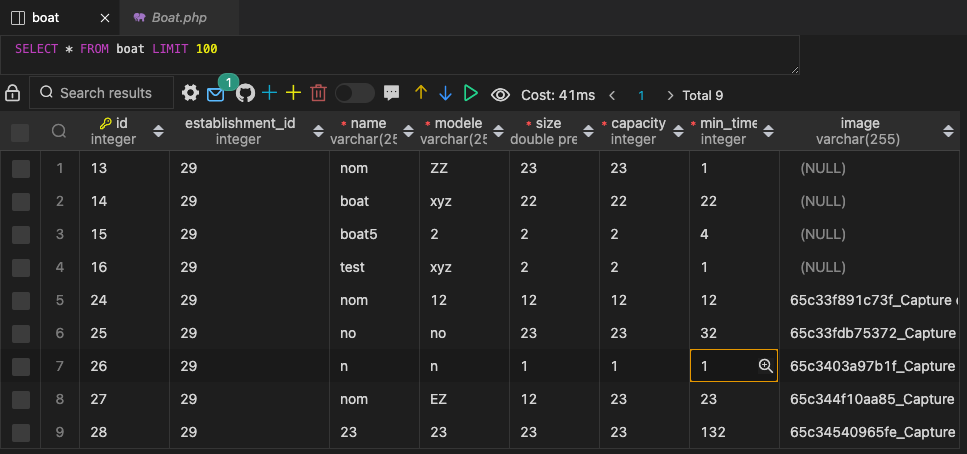 boat Boat.php
SELECT * FROM boat LIMIT 100
Search results 1 Cost: 41ms 1 Total 9
id establishment_id * name * modele * size * capacity * min_time image
integer integer varchar(25 varchar(25 double pre integer integer varchar(255)
1 13 29 nom ZZ 23 23 1 (NULL)
2 14 29 boat xyz 22 22 22 (NULL)
3 15 29 boat5 2 2 2 4 (NULL)
4 16 29 test xyz 2 2 1 (NULL)
5 24 29 nom 12 12 12 12 65c33f891c73f_Capture
6 25 29 no no 23 23 32 65c33fdb75372_Capture
7 26 29 n n 1 1 1 65c3403a97b1f_Capture
8 27 29 nom EZ 12 23 23 65c344f10aa85_Capture
9 28 29 23 23 23 23 132 65c34540965fe_Capture